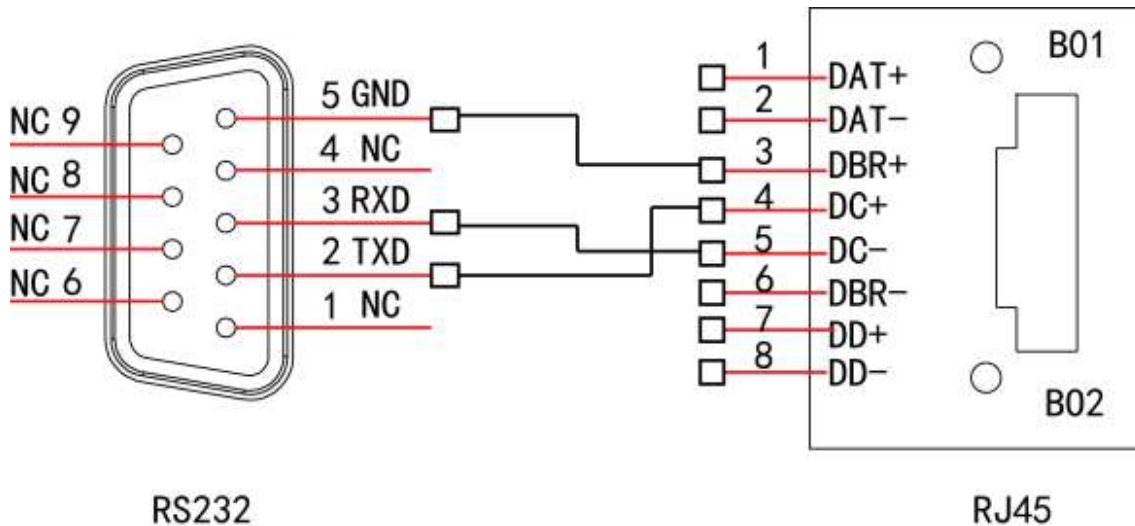 NC 9
NC 8
NC 7
NC 6
5 GND
4 NC
3 RXD
2 TXD
1 NC
RS232
1 DAT+
2 DAT-
3 DBR+
4 DC+
5 DC-
6 DBR-
7 DD+
8 DD-
B01
B02
RJ45